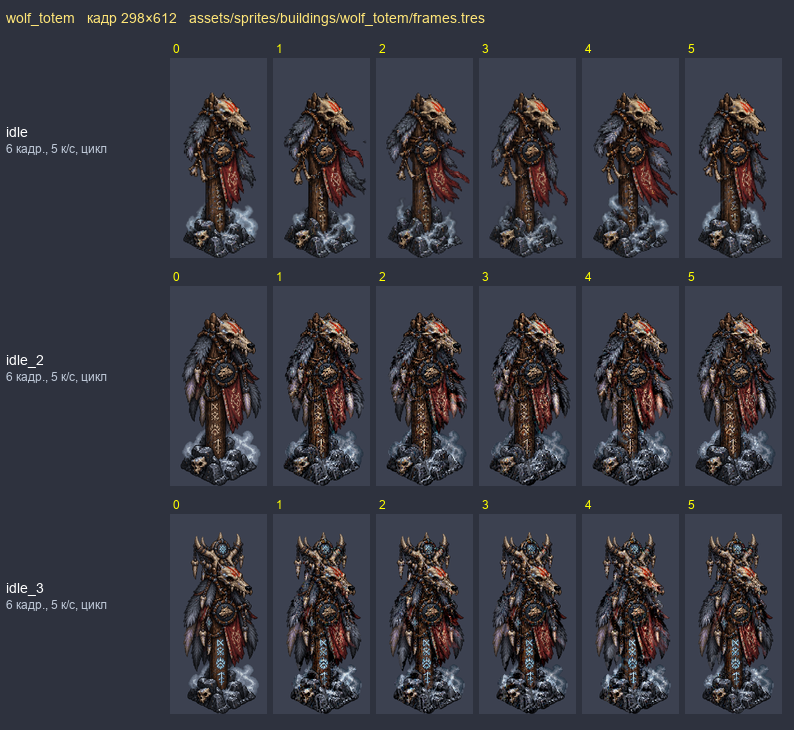 wolf_totem кадр 298×612 assets/sprites/buildings/wolf_totem/frames.tres
0 1 2 3 4 5
idle
6 кадр., 5 к/с, цикл
0 1 2 3 4 5
idle_2
6 кадр., 5 к/с, цикл
0 1 2 3 4 5
idle_3
6 кадр., 5 к/с, цикл